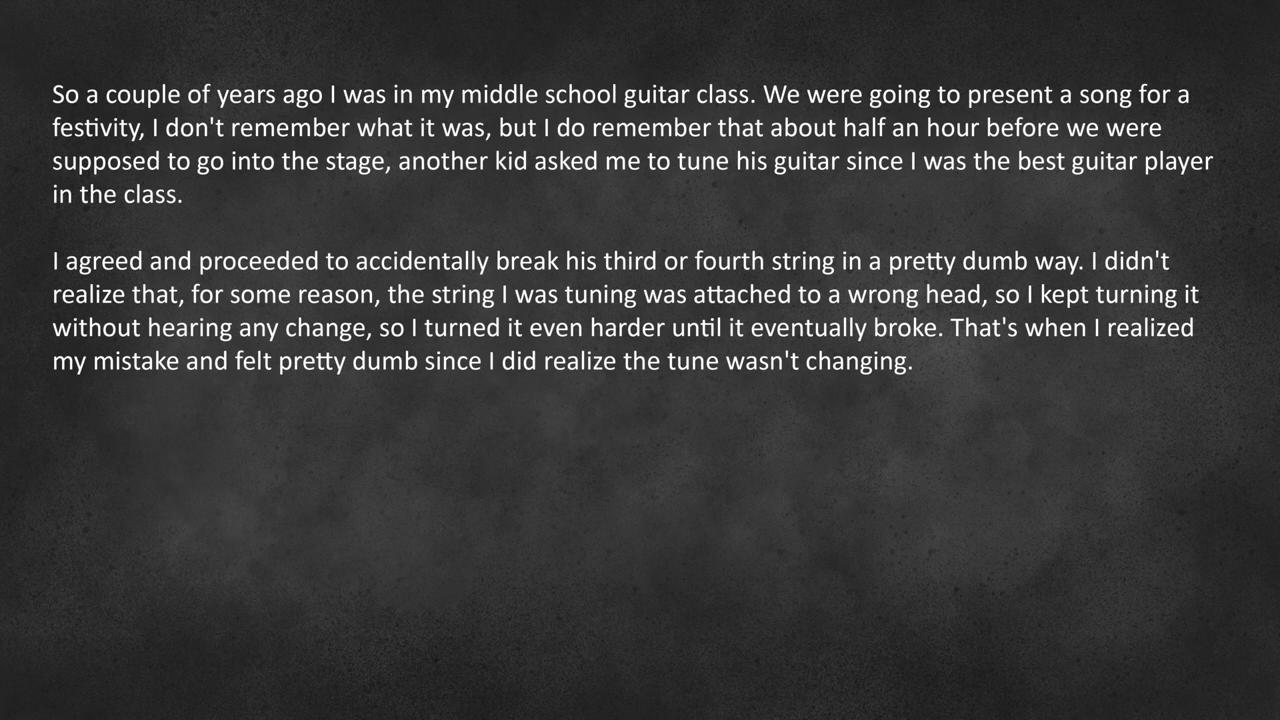 So a couple of years ago I was in my middle school guitar class. We were going to present a song for a
festivity, I don't remember what it was, but I do remember that about half an hour before we were
supposed to go into the stage, another kid asked me to tune his guitar since I was the best guitar player
in the class.
I agreed and proceeded to accidentally break his third or fourth string in a pretty dumb way. I didn't
realize that, for some reason, the string I was tuning was attached to a wrong head, so I kept turning it
without hearing any change, so I turned it even harder until it eventually broke. That's when I realized
my mistake and felt pretty dumb since I did realize the tune wasn't changing.